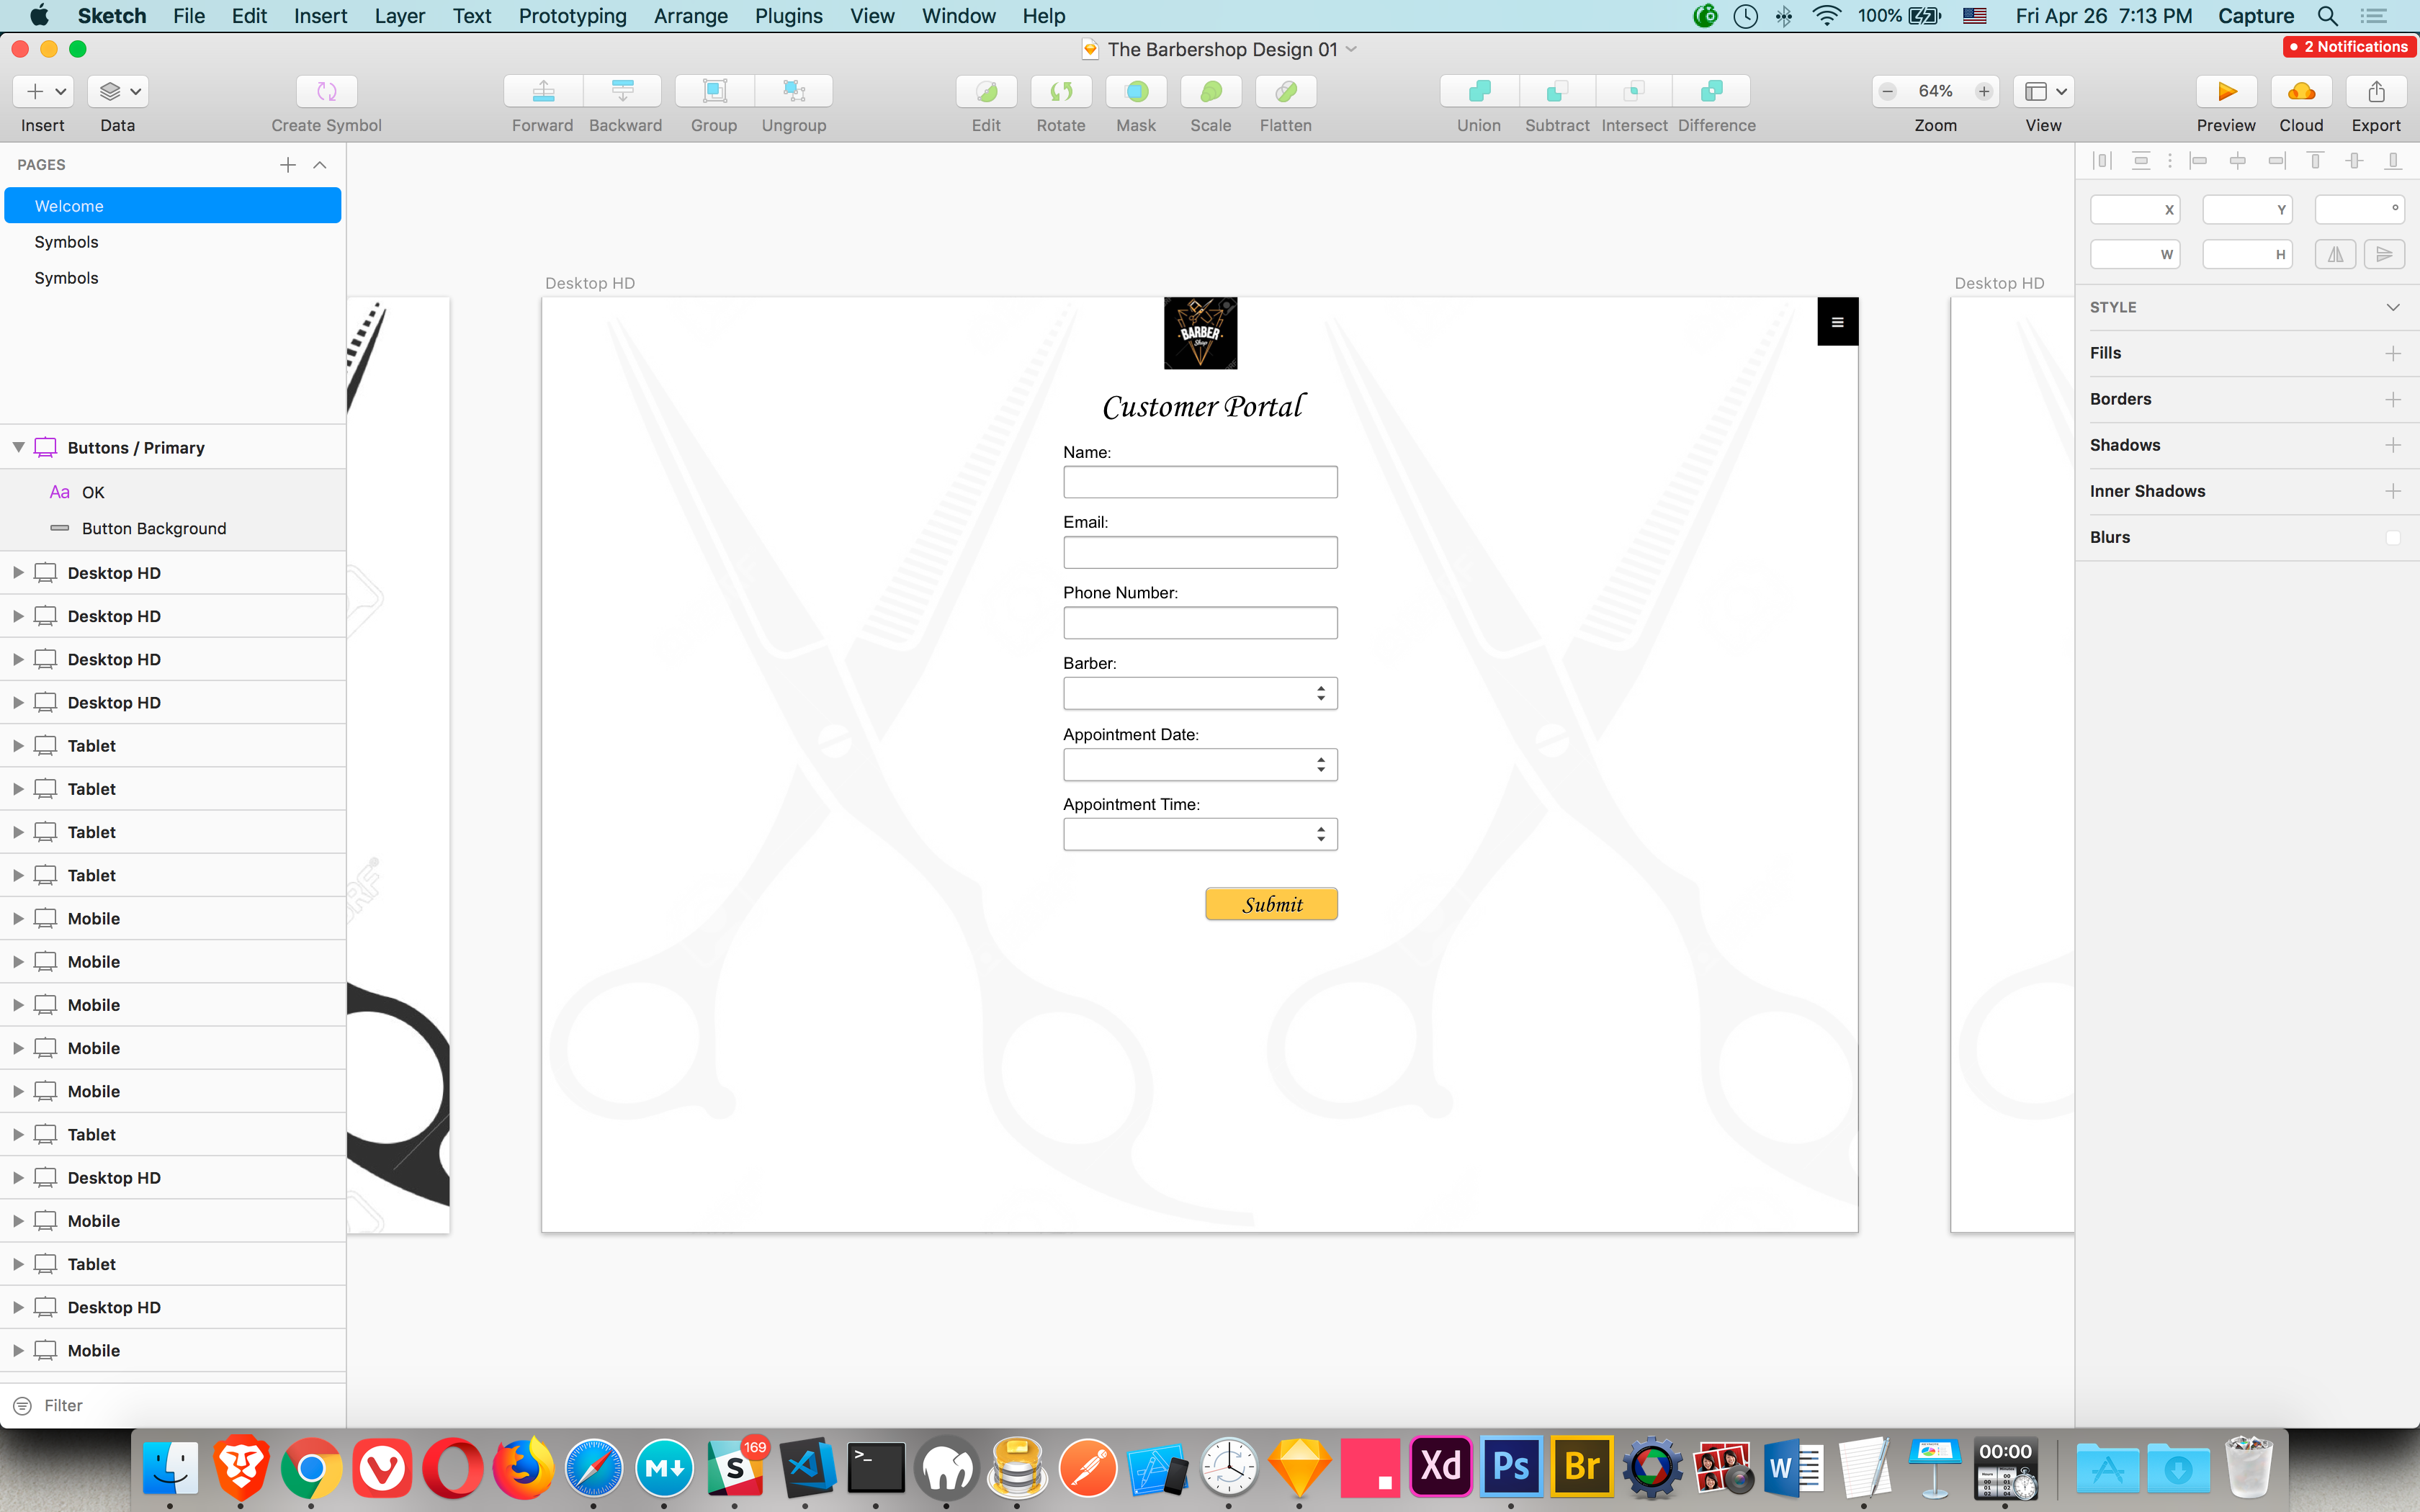 Sketch File Edit Insert Layer Text Prototyping Arrange Plugins View Window Help 100% Fri Apr 26 7:13 PM Capture
The Barbershop Design 01
2 Notifications
64%
Insert Data Create Symbol Forward Backward Group Ungroup Edit Rotate Mask Scale Flatten Union Subtract Intersect Difference Zoom View Preview Cloud Export
PAGES
Welcome
Symbols
Symbols
Buttons / Primary
Aa OK
Button Background
Desktop HD
Desktop HD
Desktop HD
Desktop HD
Tablet
Tablet
Tablet
Tablet
Mobile
Mobile
Mobile
Mobile
Mobile
Tablet
Desktop HD
Mobile
Tablet
Desktop HD
Mobile
Filter
Desktop HD
Desktop HD
BARBER
Shop
Customer Portal
Name:
Email:
Phone Number:
Barber:
Appointment Date:
Appointment Time:
Submit
X Y °
W H
STYLE
Fills
Borders
Shadows
Inner Shadows
Blurs
M
169
S
>_
Xd
Ps
Br
W
00:00